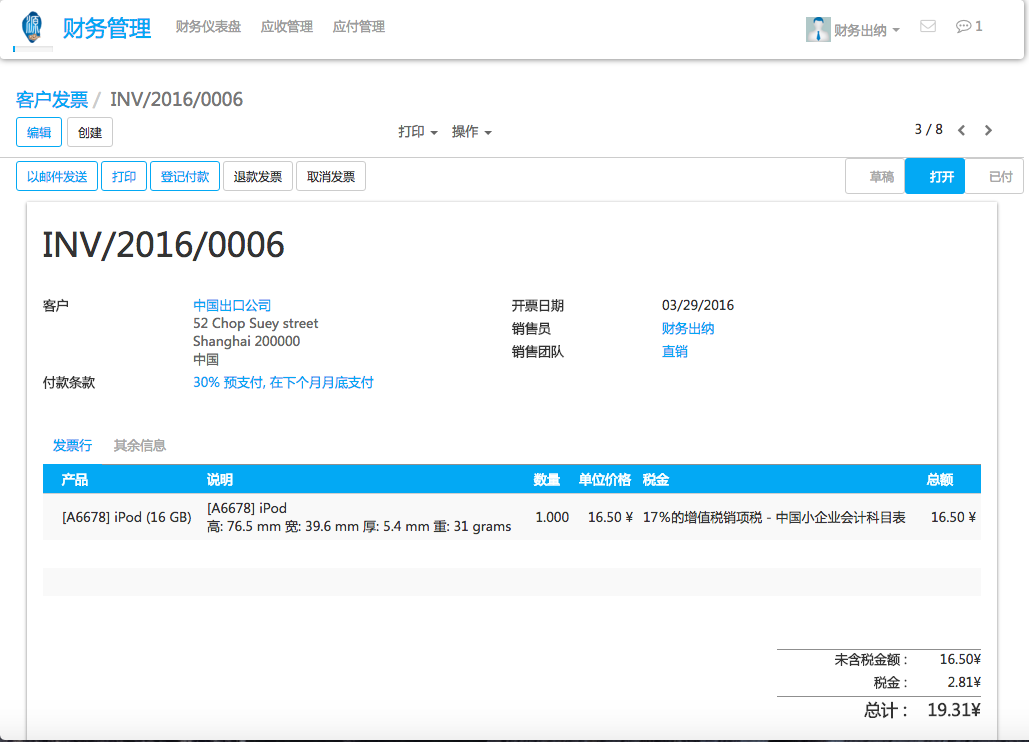 财务管理 财务仪表盘 应收管理 应付管理 财务出纳 1
客户发票 / INV/2016/0006
编辑 创建 打印 操作 3 / 8
以邮件发送 打印 登记付款 退款发票 取消发票 草稿 打开 已付
INV/2016/0006
客户 中国出口公司 开票日期 03/29/2016
52 Chop Suey street 销售员 财务出纳
Shanghai 200000 销售团队 直销
中国
付款条款 30% 预支付, 在下个月月底支付
发票行 其余信息
产品 说明 数量 单位价格 税金 总额
[A6678] iPod (16 GB) [A6678] iPod 1.000 16.50 ¥ 17%的增值税销项税 - 中国小企业会计科目表 16.50 ¥
高: 76.5 mm 宽: 39.6 mm 厚: 5.4 mm 重: 31 grams
未含税金额 : 16.50¥
税金 : 2.81¥
总计 : 19.31¥